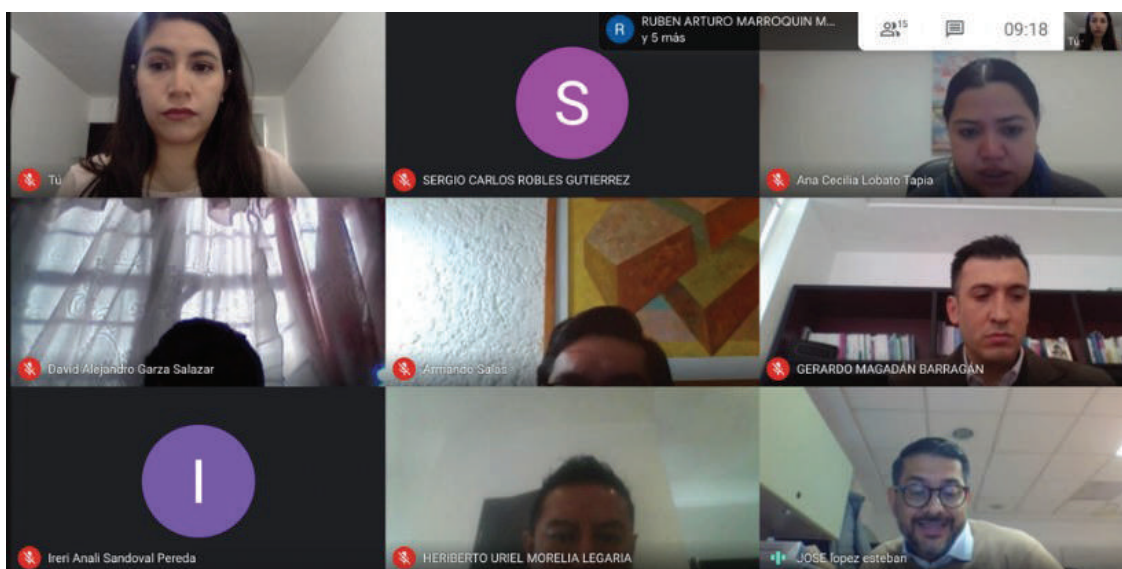 RUBEN ARTURO MARROQUIN M...
R
y 5 más
15
09:18
Tú
S
Tú
SERGIO CARLOS ROBLES GUTIERREZ
Ana Cecilia Lobato Tapia
David Alejandro Garza Salazar
Armando Salas
GERARDO MAGADÁN BARRAGÁN
I
Ireri Anali Sandoval Pereda
HERIBERTO URIEL MORELIA LEGARIA
JOSE lopez esteban